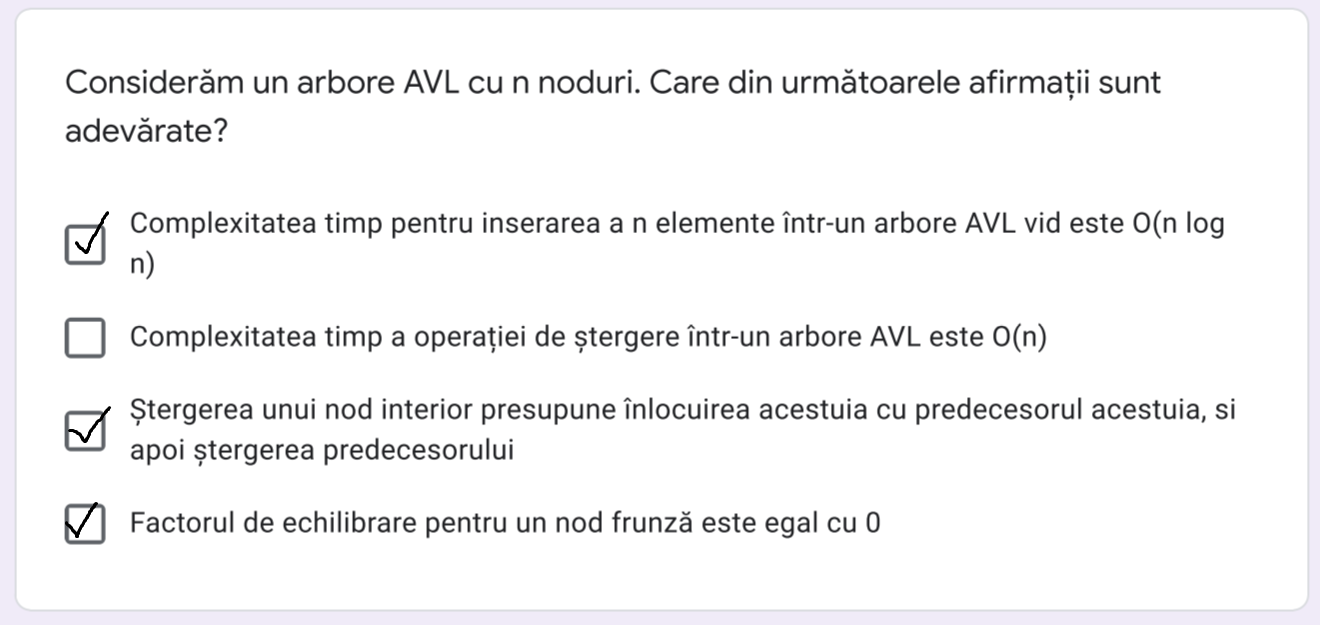 Considerăm un arbore AVL cu n noduri. Care din următoarele afirmații sunt
adevărate?
Complexitatea timp pentru inserarea a n elemente într-un arbore AVL vid este O(n log
n)
Complexitatea timp a operației de ștergere într-un arbore AVL este O(n)
Ștergerea unui nod interior presupune înlocuirea acestuia cu predecesorul acestuia, si
apoi ștergerea predecesorului
Factorul de echilibrare pentru un nod frunză este egal cu 0